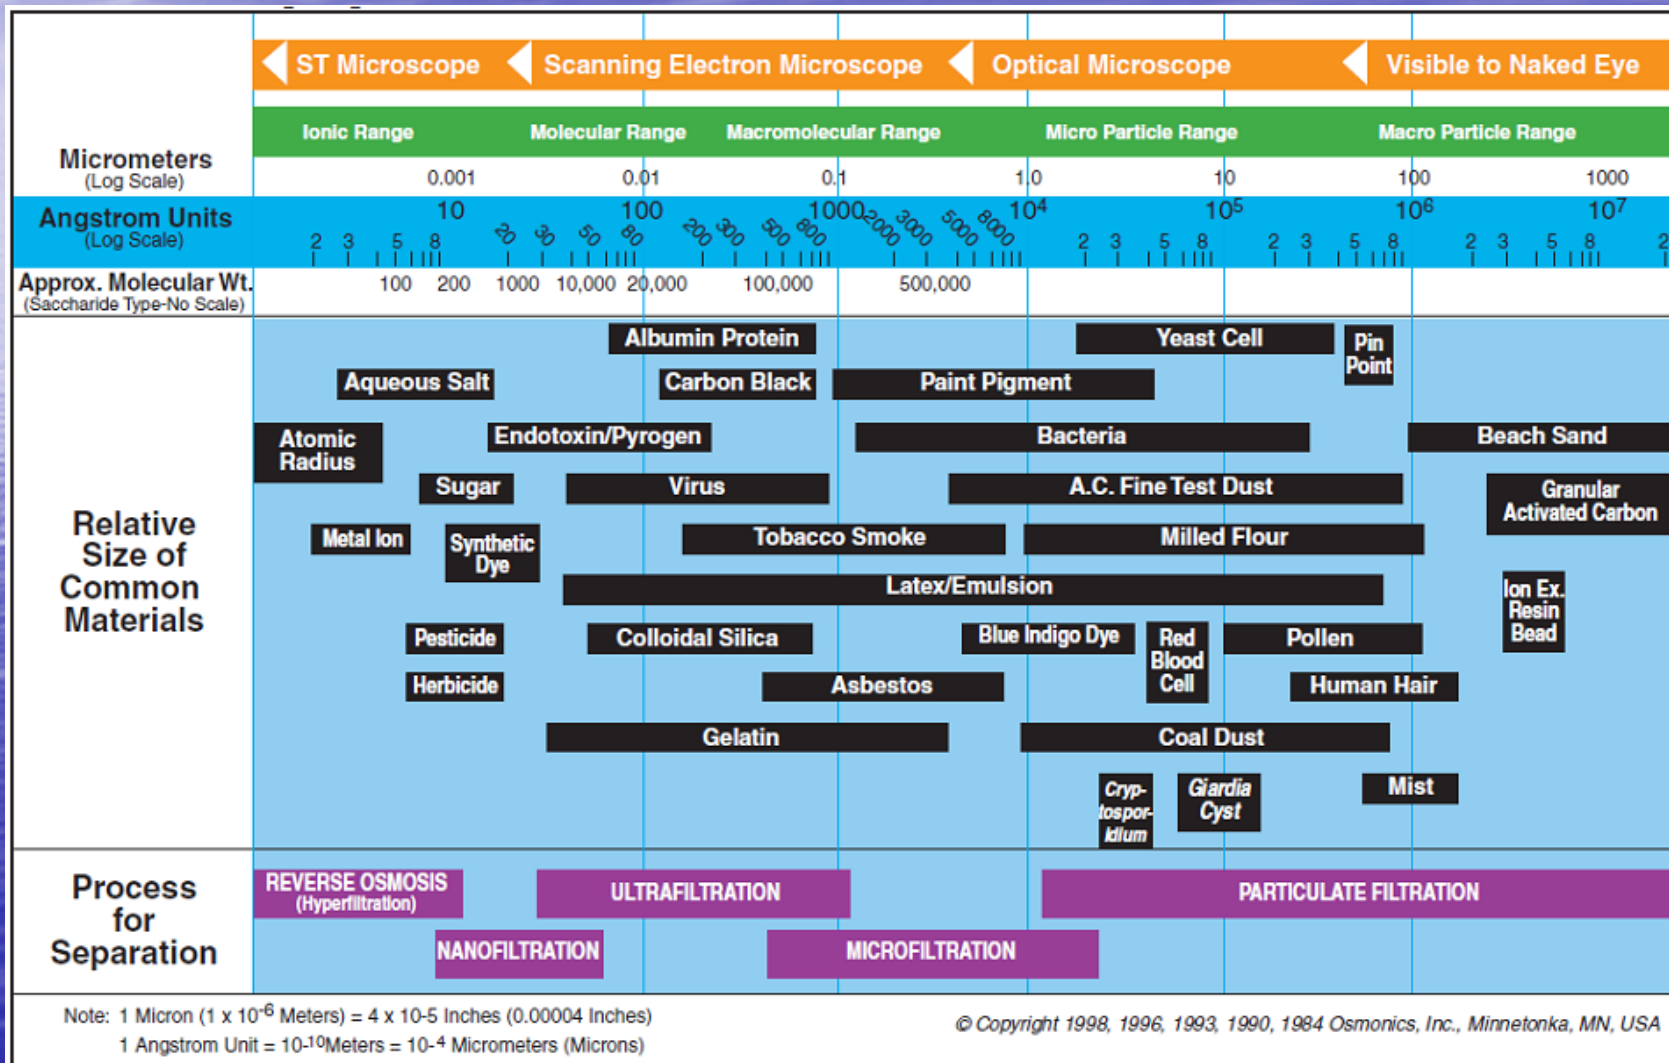 ST Microscope Scanning Electron Microscope Optical Microscope Visible to Naked Eye
Ionic Range Molecular Range Macromolecular Range Micro Particle Range Macro Particle Range
Micrometers
(Log Scale)
0.001 0.01 0.1 1.0 10 100 1000
Angstrom Units
(Log Scale)
10 100 1000 10⁴ 10⁵ 10⁶ 10⁷
2 3 5 8 20 30 50 80 200 300 500 800 2000 3000 5000 8000 2 3 5 8 2 3 5 8 2 3 5 8 2
Approx. Molecular Wt.
(Saccharide Type-No Scale)
100 200 1000 10,000 20,000 100,000 500,000
Relative
Size of
Common
Materials
Albumin Protein Yeast Cell Pin
Point
Aqueous Salt Carbon Black Paint Pigment
Atomic
Radius
Endotoxin/Pyrogen Bacteria Beach Sand
Sugar Virus A.C. Fine Test Dust Granular
Activated Carbon
Metal Ion Synthetic
Dye
Tobacco Smoke Milled Flour
Latex/Emulsion Ion Ex.
Resin
Bead
Pesticide Colloidal Silica Blue Indigo Dye Red
Blood
Cell
Pollen
Herbicide Asbestos Human Hair
Gelatin Coal Dust
Cryp-
tospor-
idium
Giardia
Cyst
Mist
Process
for
Separation
REVERSE OSMOSIS
(Hyperfiltration)
ULTRAFILTRATION PARTICULATE FILTRATION
NANOFILTRATION MICROFILTRATION
Note: 1 Micron (1 x 10⁻⁶ Meters) = 4 x 10-5 Inches (0.00004 Inches)
1 Angstrom Unit = 10⁻¹⁰Meters = 10⁻⁴ Micrometers (Microns)
© Copyright 1998, 1996, 1993, 1990, 1984 Osmonics, Inc., Minnetonka, MN, USA